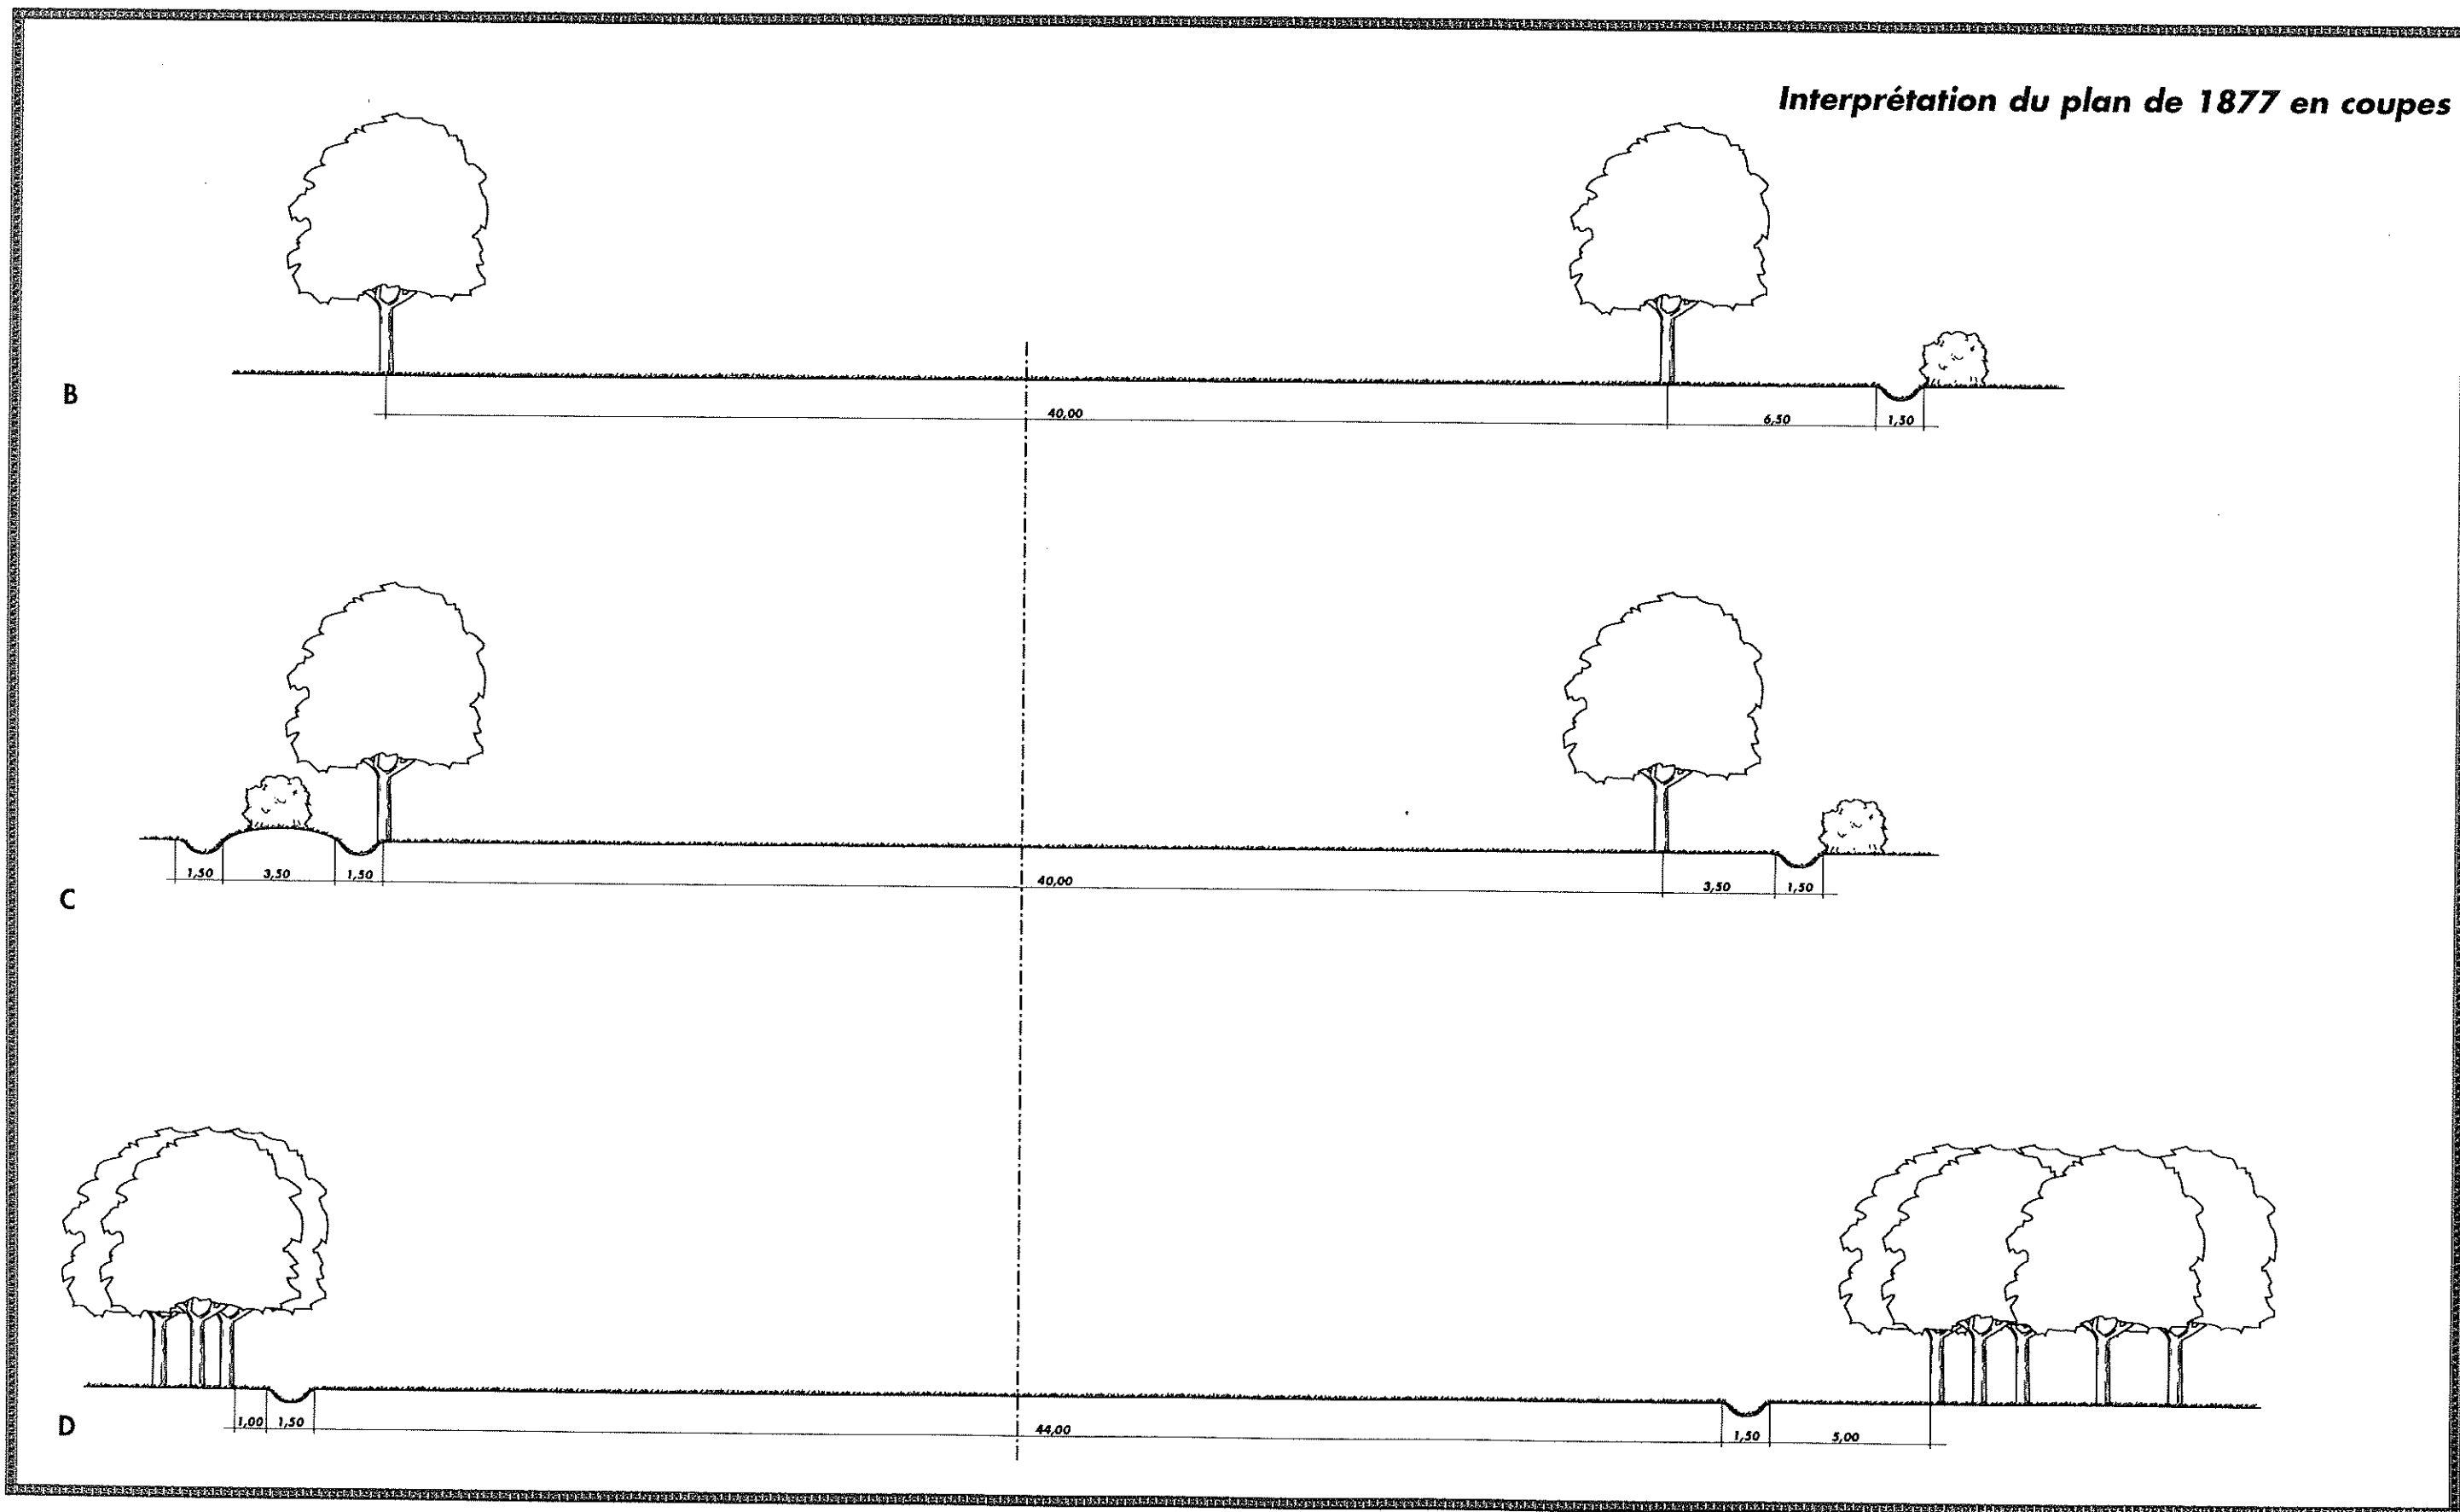 Interprétation du plan de 1877 en coupes
B
40,00 6,50 1,50
1,50 3,50 1,50 40,00 3,50 1,50
C
1,00 1,50 44,00 1,50 5,00
D